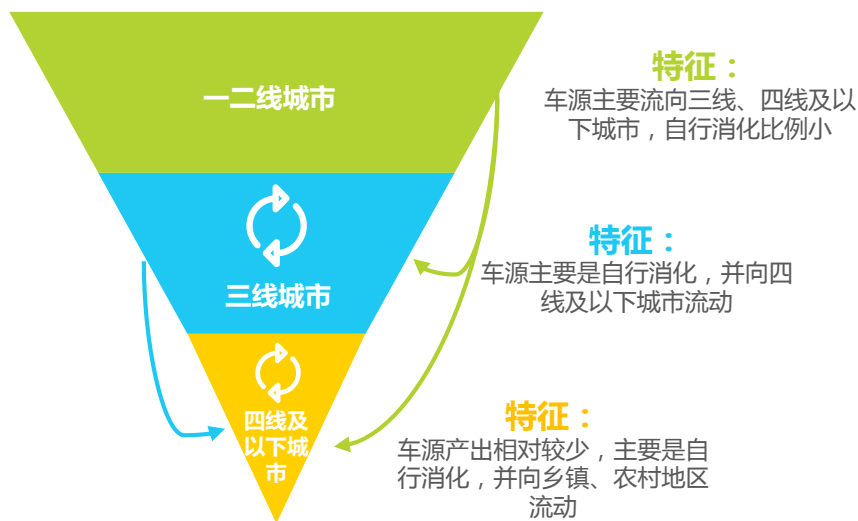 一二线城市
特征：
车源主要流向三线、四线及以
下城市，自行消化比例小
三线城市
特征：
车源主要是自行消化，并向四
线及以下城市流动
四线及
以下城
市
特征：
车源产出相对较少，主要是自
行消化，并向乡镇、农村地区
流动